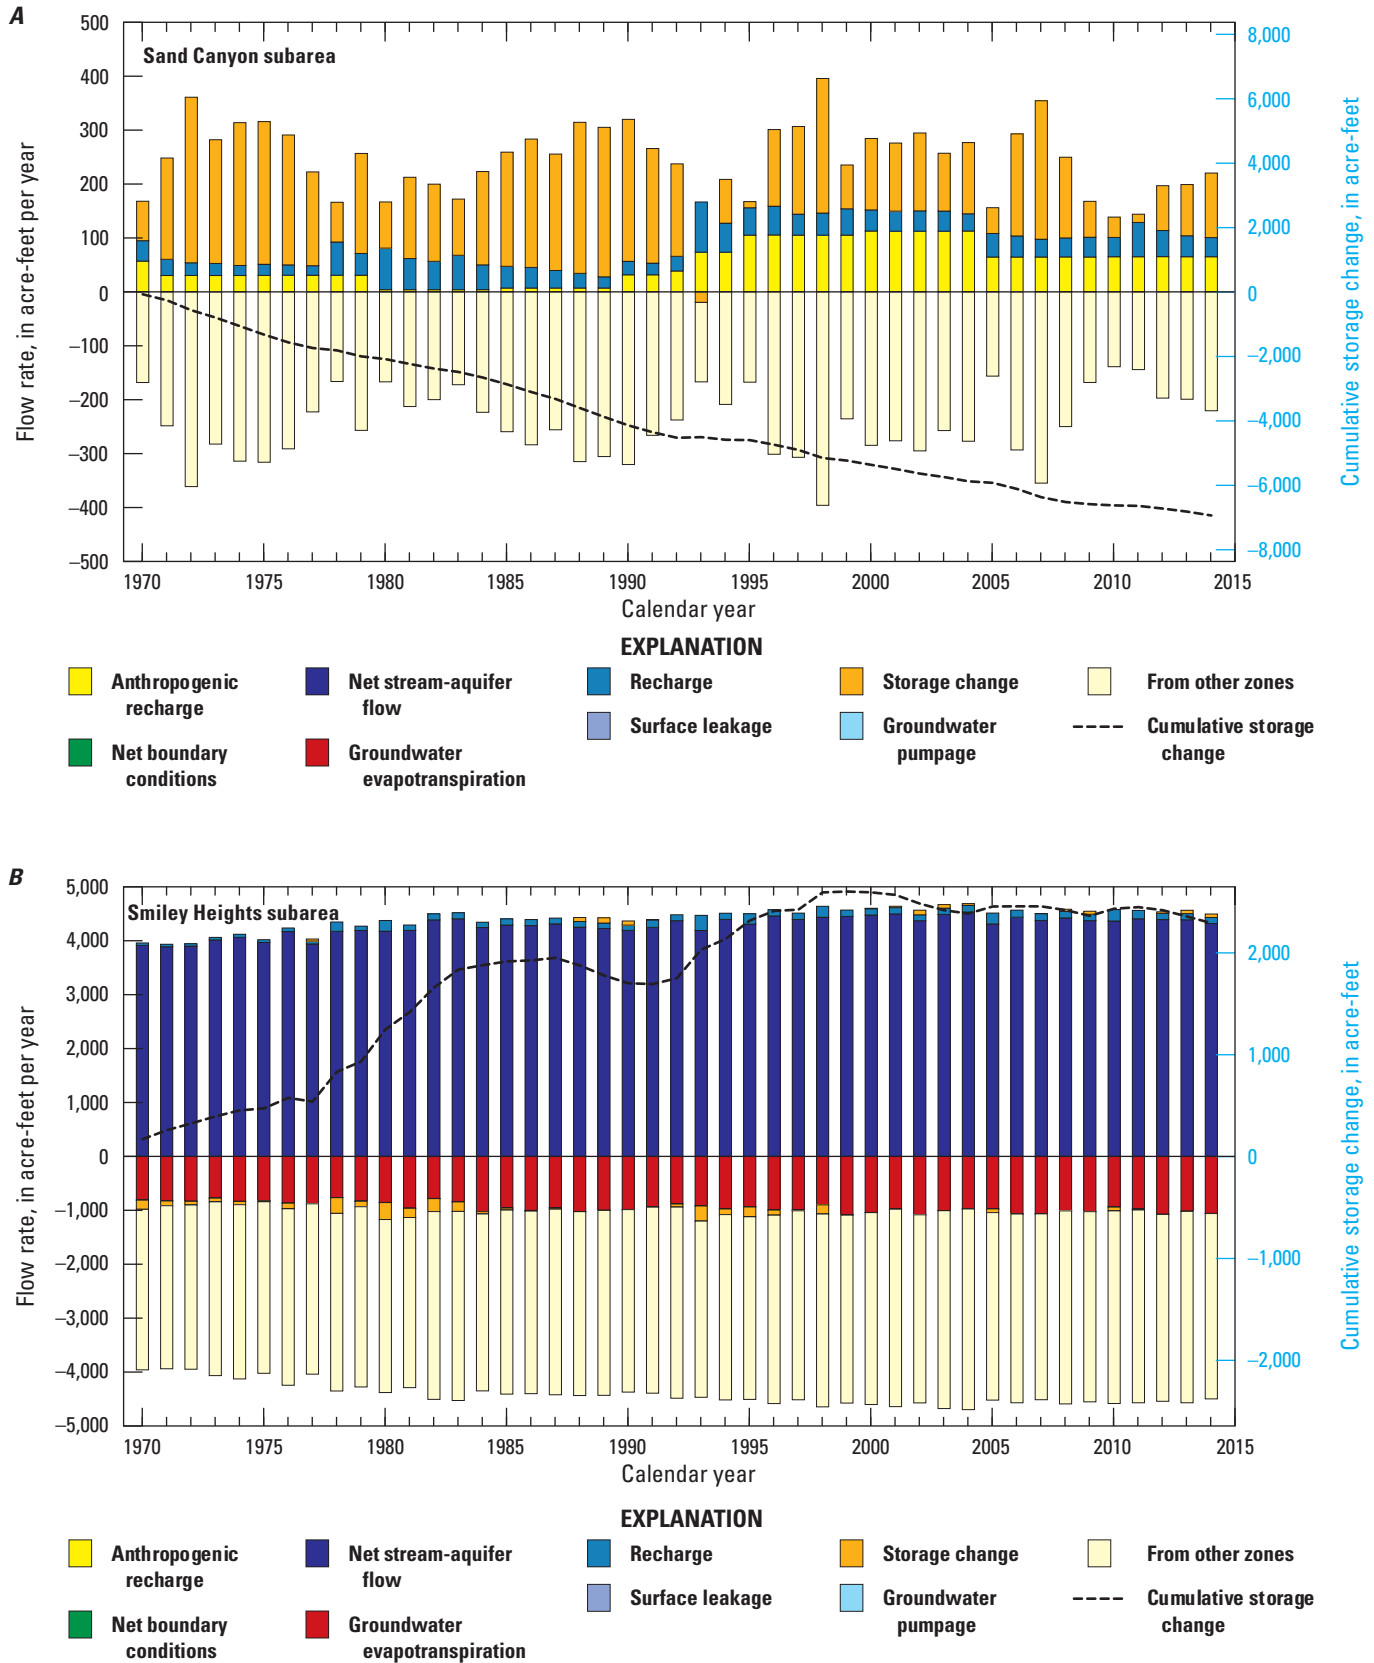 A
Sand Canyon subarea
Flow rate, in acre-feet per year
500
400
300
200
100
0
–100
–200
–300
–400
–500
8,000
6,000
4,000
2,000
0
–2,000
–4,000
–6,000
–8,000
Cumulative storage change, in acre-feet
1970 1975 1980 1985 1990 1995 2000 2005 2010 2015
Calendar year
EXPLANATION
Anthropogenic
recharge
Net boundary
conditions
Net stream-aquifer
flow
Groundwater
evapotranspiration
Recharge
Surface leakage
Storage change
Groundwater
pumpage
From other zones
Cumulative storage
change
B
Smiley Heights subarea
Flow rate, in acre-feet per year
5,000
4,000
3,000
2,000
1,000
0
–1,000
–2,000
–3,000
–4,000
–5,000
2,000
1,000
0
–1,000
–2,000
Cumulative storage change, in acre-feet
1970 1975 1980 1985 1990 1995 2000 2005 2010 2015
Calendar year
EXPLANATION
Anthropogenic
recharge
Net boundary
conditions
Net stream-aquifer
flow
Groundwater
evapotranspiration
Recharge
Surface leakage
Storage change
Groundwater
pumpage
From other zones
Cumulative storage
change